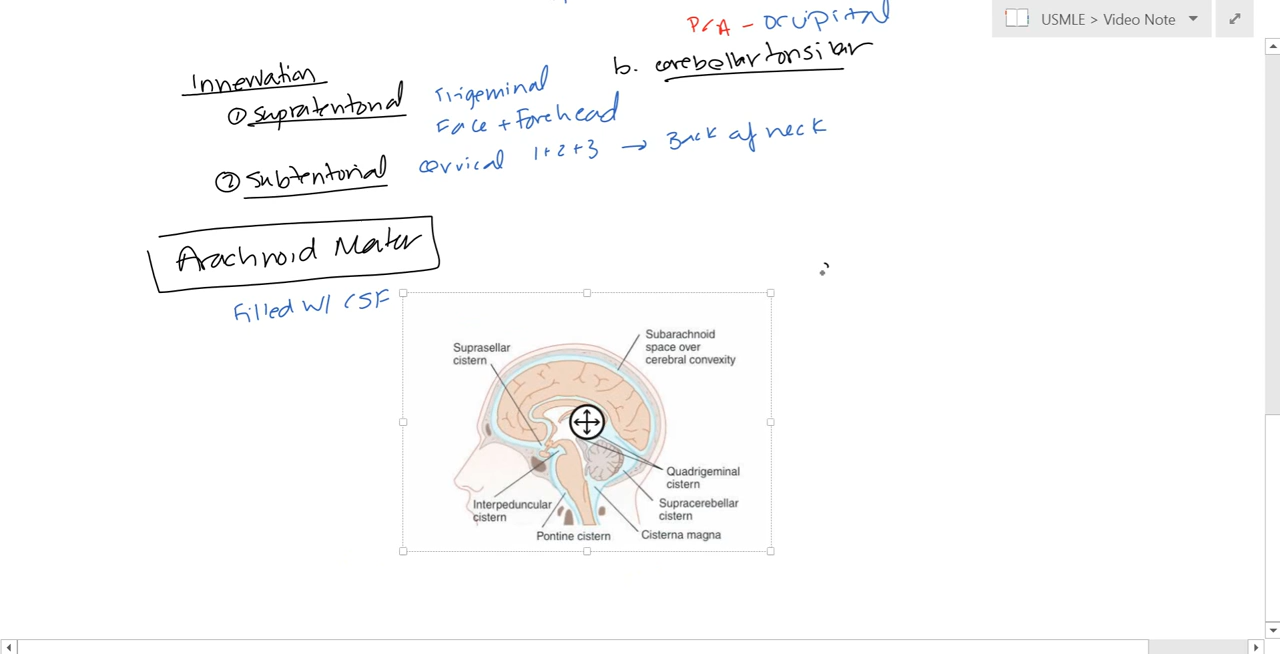 USMLE > Video Note
PCA - Occipital
b. cerebellar tonsilar
Innervation
① Supratentorial
Trigeminal
Face + Forehead
② Subtentorial
cervical 1+2+3 → Back of neck
Arachnoid Mater
Filled w/ CSF
Suprasellar
cistern
Subarachnoid
space over
cerebral convexity
Quadrigeminal
cistern
Interpeduncular
cistern
Supracerebellar
cistern
Pontine cistern
Cisterna magna